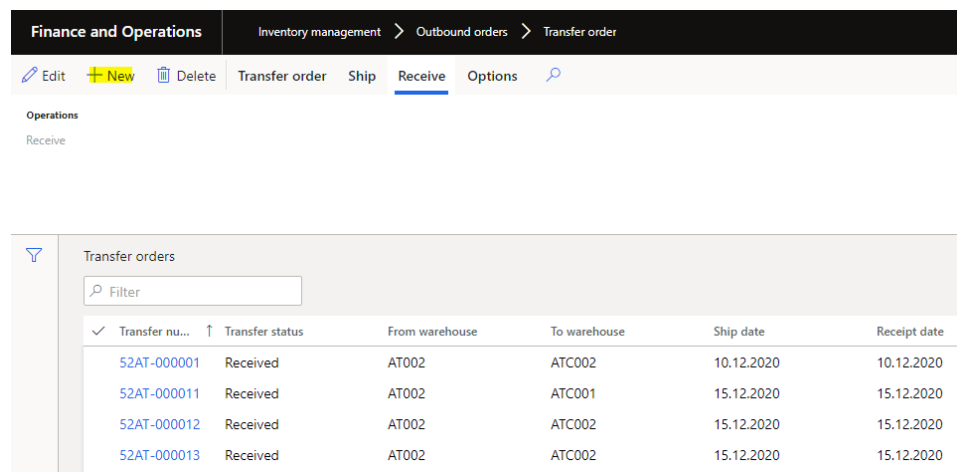 Finance and Operations Inventory management > Outbound orders > Transfer order
Edit + New Delete Transfer order Ship Receive Options
Operations
Receive
Transfer orders
Filter
Transfer nu... ↑ Transfer status From warehouse To warehouse Ship date Receipt date
52AT-000001 Received AT002 ATC002 10.12.2020 10.12.2020
52AT-000011 Received AT002 ATC001 15.12.2020 15.12.2020
52AT-000012 Received AT002 ATC002 15.12.2020 15.12.2020
52AT-000013 Received AT002 ATC002 15.12.2020 15.12.2020